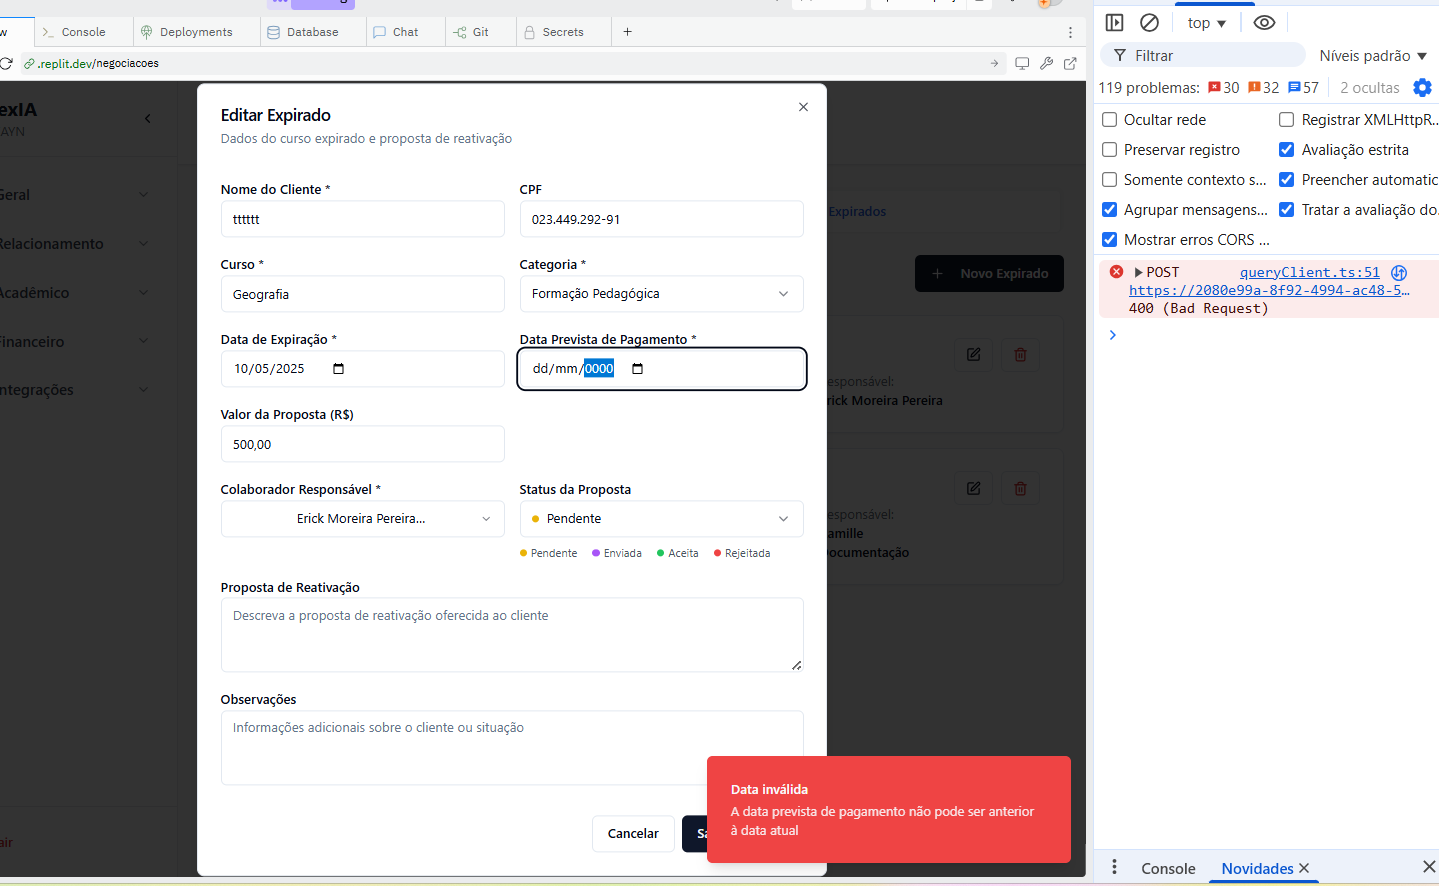 Console
Deployments
Database
Chat
Git
Secrets
.replit.dev/negociacoes
exIA
AYN
Geral
Relacionamento
Acadêmico
Financeiro
ntegrações
air
Editar Expirado
Dados do curso expirado e proposta de reativação
Nome do Cliente *
CPF
tttttt
023.449.292-91
Curso *
Categoria *
Geografia
Formação Pedagógica
Data de Expiração *
Data Prevista de Pagamento *
10/05/2025
dd/mm/0000
Valor da Proposta (R$)
500,00
Colaborador Responsável *
Status da Proposta
Erick Moreira Pereira...
Pendente
Pendente
Enviada
Aceita
Rejeitada
Proposta de Reativação
Descreva a proposta de reativação oferecida ao cliente
Observações
Informações adicionais sobre o cliente ou situação
Cancelar
Sa
Expirados
Novo Expirado
esponsável:
rick Moreira Pereira
esponsável:
amille
ocumentação
Data inválida
A data prevista de pagamento não pode ser anterior
à data atual
top
Filtrar
Níveis padrão
119 problemas:
30
32
57
2 ocultas
Ocultar rede
Registrar XMLHttpR...
Preservar registro
Avaliação estrita
Somente contexto s...
Preencher automatic
Agrupar mensagens...
Tratar a avaliação do.
Mostrar erros CORS ...
POST
queryClient.ts:51
https://2080e99a-8f92-4994-ac48-5...
400 (Bad Request)
Console
Novidades